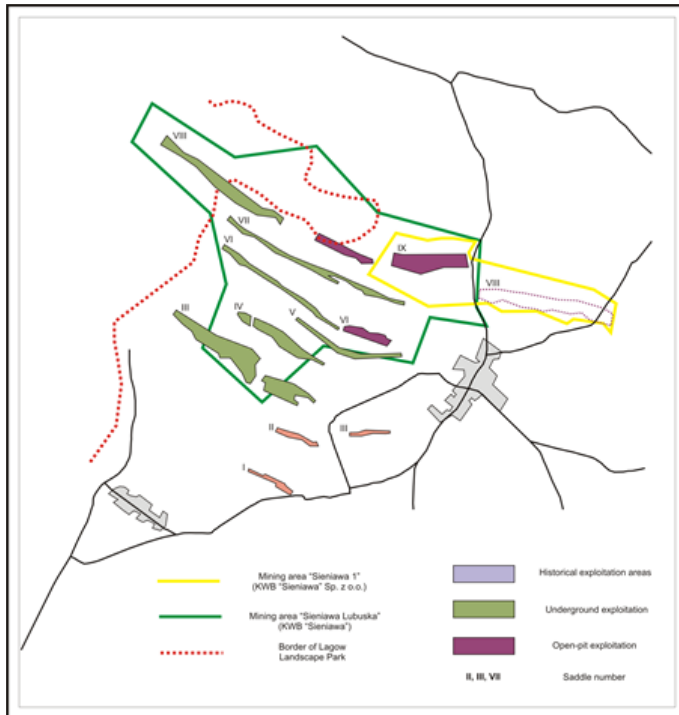 VIII
VII
VI
IX
VIII
III
IV
V
VI
II
III
I
Mining area "Sieniawa 1"
(KWB "Sieniawa" Sp. z o.o.)
Mining area "Sieniawa Lubuska"
(KWB "Sieniawa")
Border of Lagow
Landscape Park
Historical exploitation areas
Underground exploitation
Open-pit exploitation
II, III, VII
Saddle number